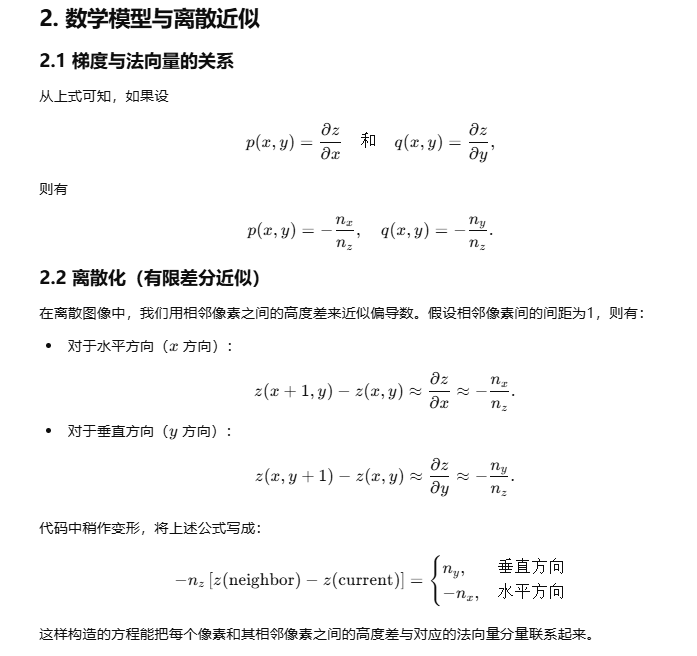 2. 数学模型与离散近似
2.1 梯度与法向量的关系
从上式可知，如果设
p(x, y) = ∂z/∂x 和 q(x, y) = ∂z/∂y,
则有
p(x, y) = −n_x/n_z, q(x, y) = −n_y/n_z.
2.2 离散化（有限差分近似）
在离散图像中，我们用相邻像素之间的高度差来近似偏导数。假设相邻像素间的间距为1，则有：
• 对于水平方向（x 方向）：
z(x + 1, y) − z(x, y) ≈ ∂z/∂x ≈ −n_x/n_z.
• 对于垂直方向（y 方向）：
z(x, y + 1) − z(x, y) ≈ ∂z/∂y ≈ −n_y/n_z.
代码中稍作变形，将上述公式写成：
−n_z [z(neighbor) − z(current)] = { n_y, 垂直方向
−n_x, 水平方向
这样构造的方程能把每个像素和其相邻像素之间的高度差与对应的法向量分量联系起来。